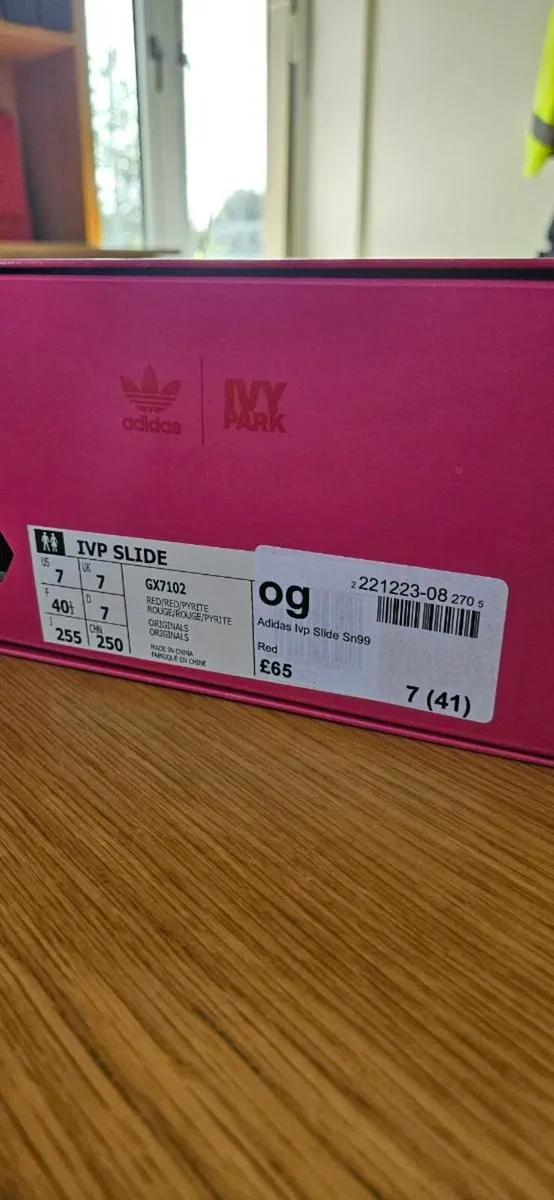 adidas
IVY
PARK
IVP SLIDE
US
7
UK
7
F
40½
D
7
J
255
CHN
250
GX7102
RED/RED/PYRITE
ROUGE/ROUGE/PYRITE
ORIGINALS
ORIGINALS
MADE IN CHINA
FABRIQUÉ EN CHINE
og
2 221223-08 270 5
Adidas Ivp Slide Sn99
Red
£65
7 (41)